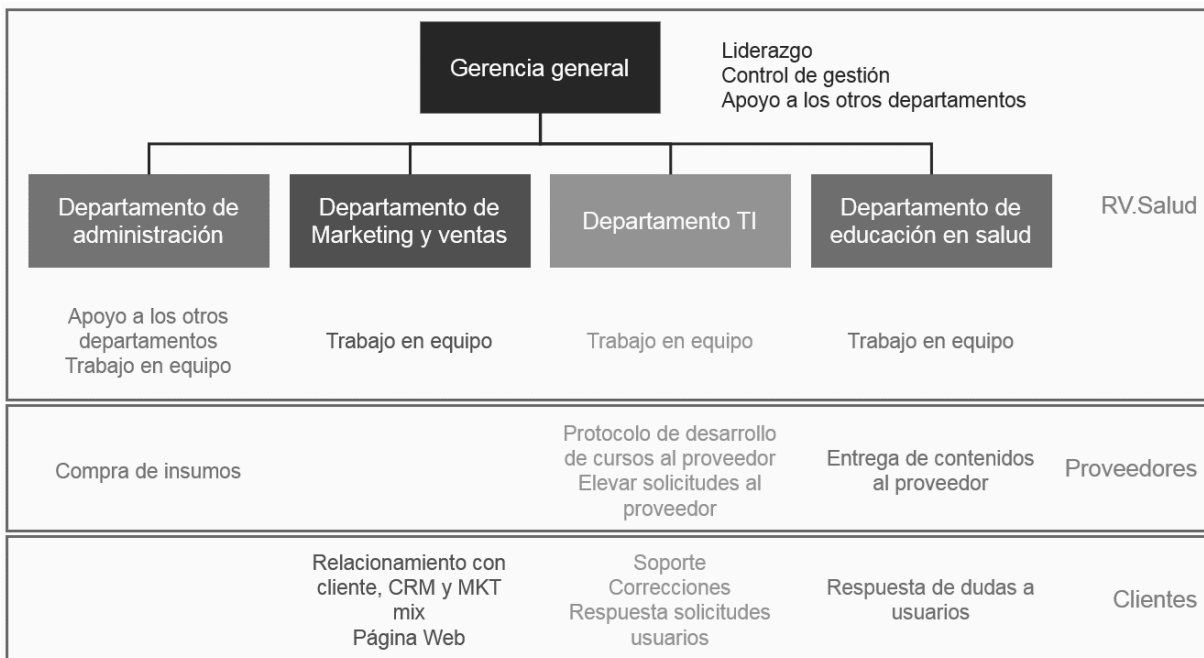 Gerencia general
Liderazgo
Control de gestión
Apoyo a los otros departamentos
Departamento de
administración
Departamento de
Marketing y ventas
Departamento TI
Departamento de
educación en salud
RV.Salud
Apoyo a los otros
departamentos
Trabajo en equipo
Trabajo en equipo
Trabajo en equipo
Trabajo en equipo
Compra de insumos
Protocolo de desarrollo
de cursos al proveedor
Elevar solicitudes al
proveedor
Entrega de contenidos
al proveedor
Proveedores
Relacionamiento con
cliente, CRM y MKT
mix
Página Web
Soporte
Correcciones
Respuesta solicitudes
usuarios
Respuesta de dudas a
usuarios
Clientes